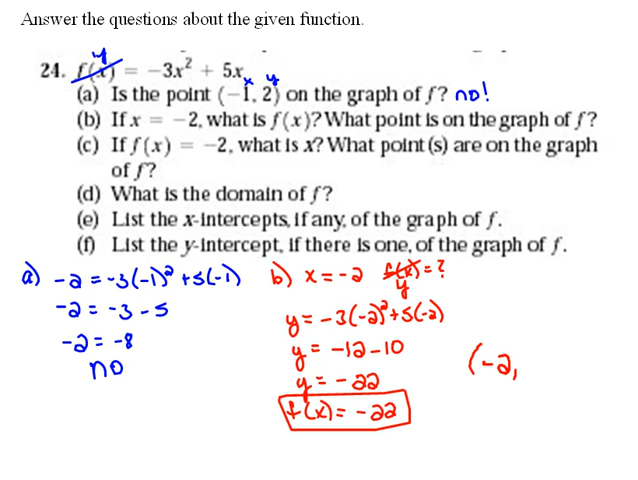 Answer the questions about the given function.
y
24. f(x) = -3x² + 5x
x y
(a) Is the point (-1, 2) on the graph of f? no!
(b) If x = -2, what is f(x)? What point is on the graph of f?
(c) If f(x) = -2, what is x? What point(s) are on the graph
of f?
(d) What is the domain of f?
(e) List the x-intercepts, if any, of the graph of f.
(f) List the y-intercept, if there is one, of the graph of f.
a) -2 = -3(-1)² + 5(-1)
-2 = -3 - 5
-2 = -8
no
b) x = -2 f(x) = ?
y
y = -3(-2)² + 5(-2)
y = -12 - 10
y = -22
f(x) = -22
(-2,